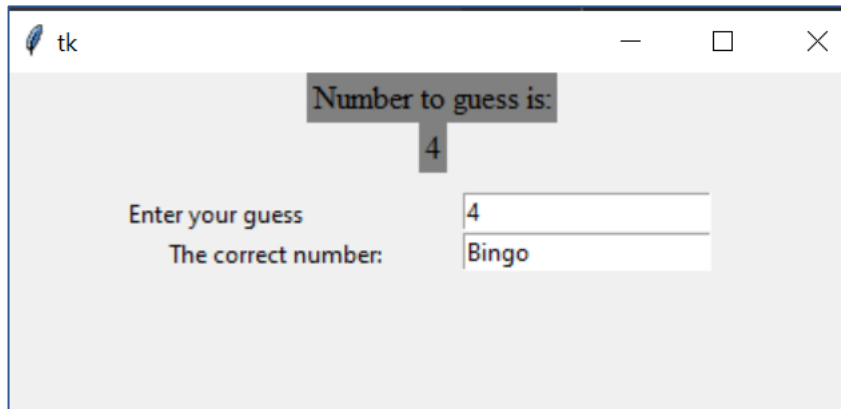 tk
Number to guess is:
4
Enter your guess 4
The correct number: Bingo